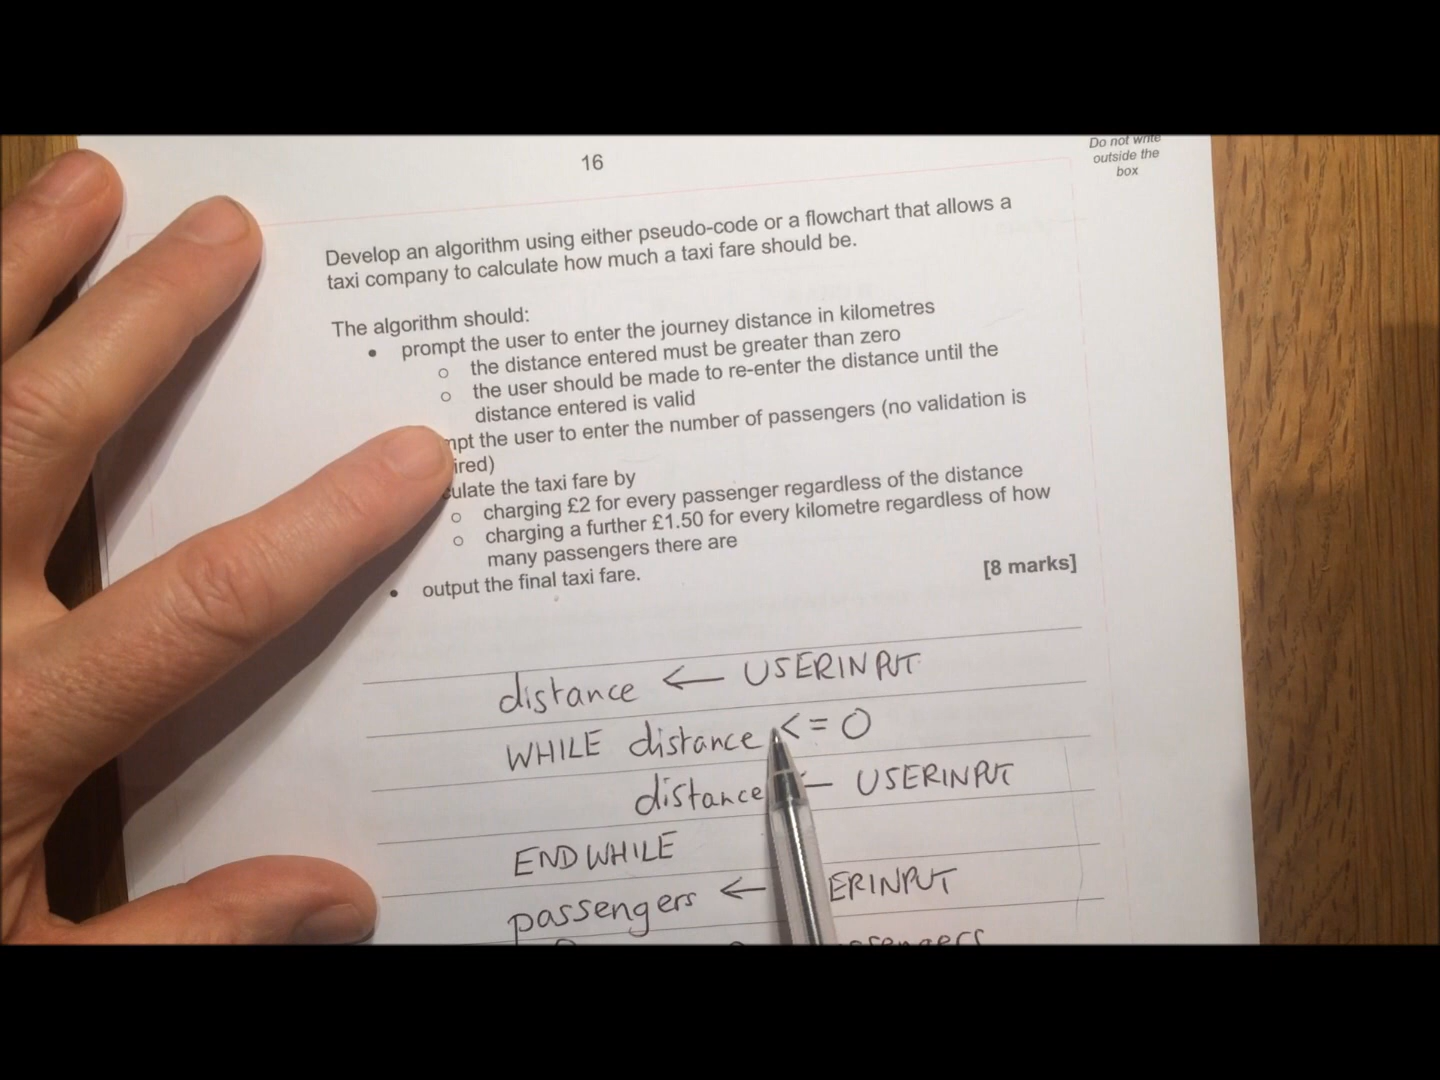 16
Do not write
outside the
box
Develop an algorithm using either pseudo-code or a flowchart that allows a
taxi company to calculate how much a taxi fare should be.
The algorithm should:
• prompt the user to enter the journey distance in kilometres
o the distance entered must be greater than zero
o the user should be made to re-enter the distance until the
distance entered is valid
the user to enter the number of passengers (no validation is
the taxi fare by
o charging £2 for every passenger regardless of the distance
o charging a further £1.50 for every kilometre regardless of how
many passengers there are
• output the final taxi fare.
[8 marks]
distance ← USERINPUT
WHILE distance <= 0
distance ← USERINPUT
ENDWHILE
passengers ← ERINPUT